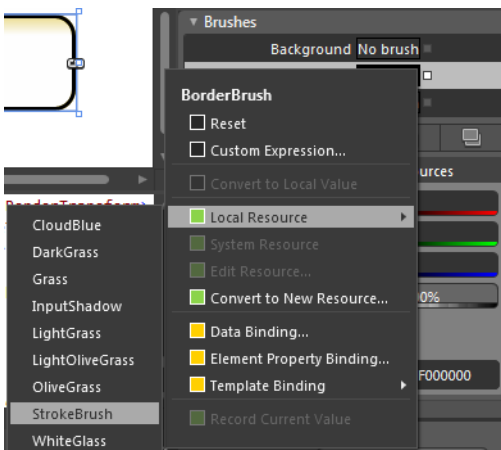 Brushes
Background No brush
BorderBrush
Reset
Custom Expression...
Convert to Local Value
urces
Local Resource
System Resource
Edit Resource...
Convert to New Resource...
00%
Data Binding...
Element Property Binding...
F000000
Template Binding
Record Current Value
RenderTransform>
CloudBlue
DarkGrass
Grass
InputShadow
LightGrass
LightOliveGrass
OliveGrass
StrokeBrush
WhiteGlass